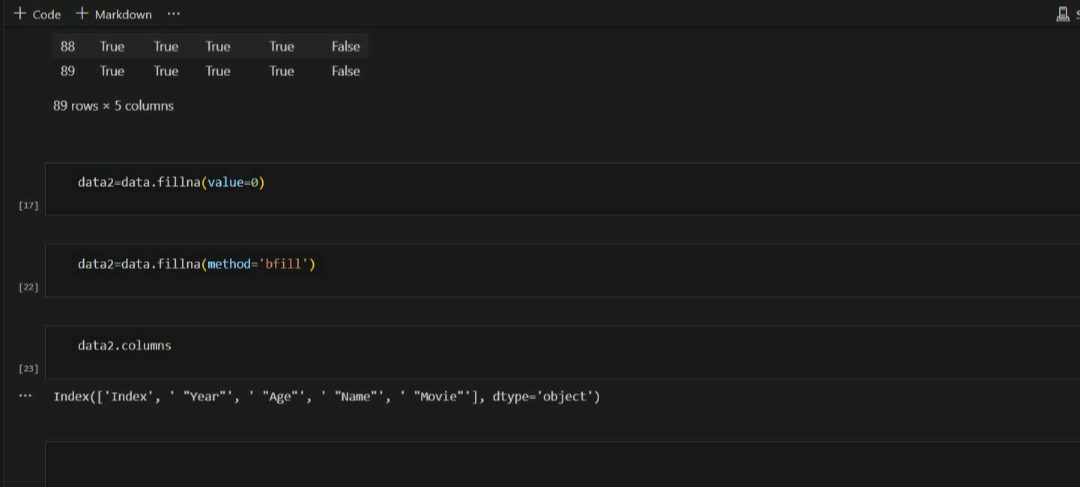 + Code + Markdown ...
88 True True True True False
89 True True True True False
89 rows × 5 columns
data2=data.fillna(value=0)
[17]
data2=data.fillna(method='bfill')
[22]
data2.columns
[23]
... Index(['Index', ' "Year"', ' "Age"', ' "Name"', ' "Movie"'], dtype='object')